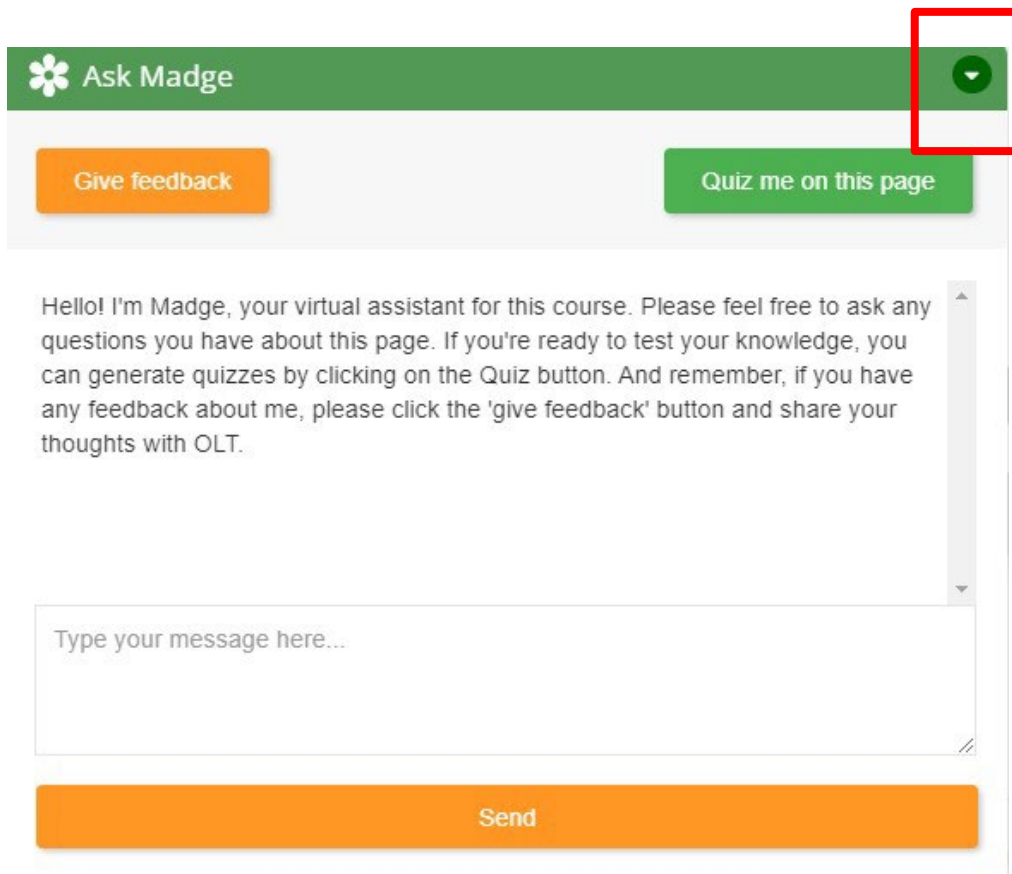 Ask Madge
Give feedback
Quiz me on this page
Hello! I'm Madge, your virtual assistant for this course. Please feel free to ask any
questions you have about this page. If you're ready to test your knowledge, you
can generate quizzes by clicking on the Quiz button. And remember, if you have
any feedback about me, please click the 'give feedback' button and share your
thoughts with OLT.
Type your message here...
Send